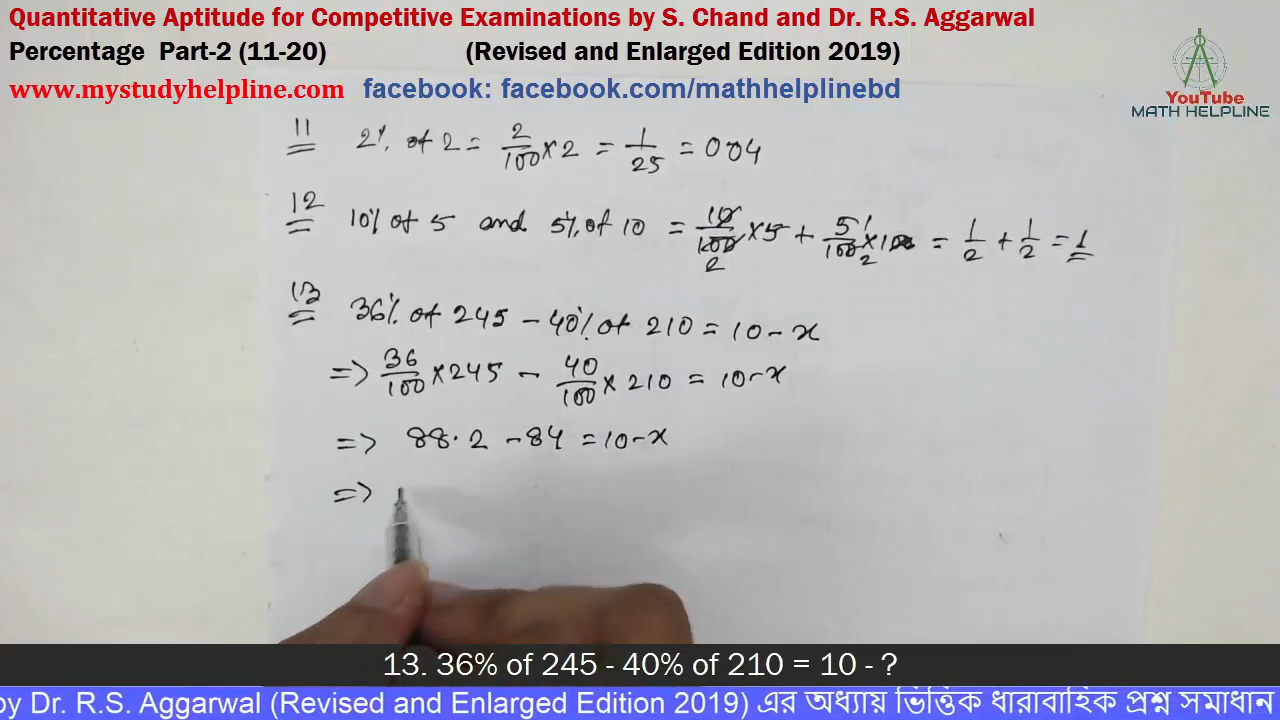 Quantitative Aptitude for Competitive Examinations by S. Chand and Dr. R.S. Aggarwal
Percentage Part-2 (11-20) (Revised and Enlarged Edition 2019)
www.mystudyhelpline.com facebook: facebook.com/mathhelplinebd
YouTube
MATH HELPLINE
11 2% of 2 = 2/100 × 2 = 1/25 = 0.04
12 10% of 5 and 5% of 10 = 10/100 2 × 5 + 5 1/100 2 × 10 = 1/2 + 1/2 = 1
13 36% of 245 - 40% of 210 = 10 - x
=> 36/100 × 245 - 40/100 × 210 = 10 - x
=> 88.2 - 84 = 10 - x
=>
13. 36% of 245 - 40% of 210 = 10 - ?
by Dr. R.S. Aggarwal (Revised and Enlarged Edition 2019) এর অধ্যায় ভিত্তিক ধারাবাহিক প্রশ্ন সমাধান